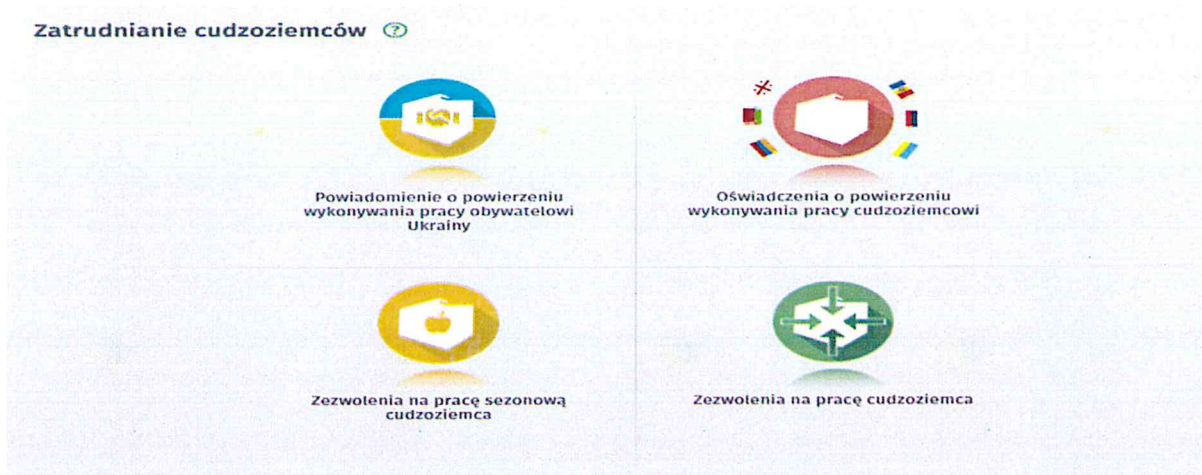 Zatrudnianie cudzoziemców ?
Powiadomienie o powierzeniu
wykonywania pracy obywatelowi
Ukrainy
Oświadczenia o powierzeniu
wykonywania pracy cudzoziemcowi
Zezwolenia na pracę sezonową
cudzoziemca
Zezwolenia na pracę cudzoziemca